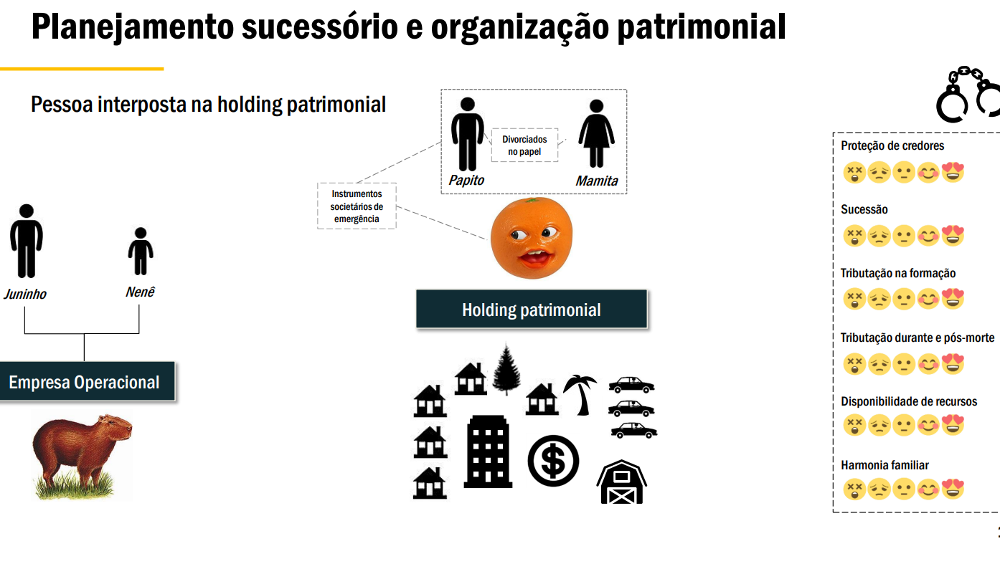 Planejamento sucessório e organização patrimonial
Pessoa interposta na holding patrimonial
Divorciados
no papel
Papito
Mamita
Instrumentos
societários de
emergência
Juninho
Nenê
Empresa Operacional
Holding patrimonial
Proteção de credores
Sucessão
Tributação na formação
Tributação durante e pós-morte
Disponibilidade de recursos
Harmonia familiar